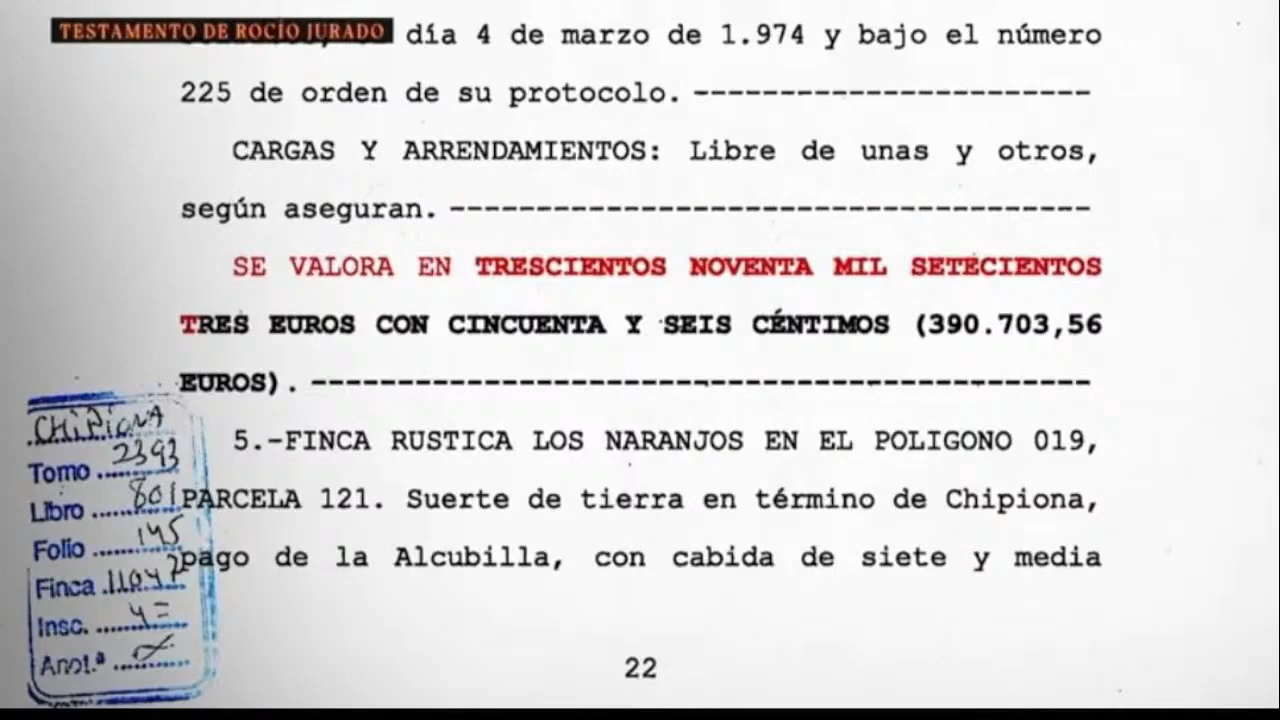 TESTAMENTO DE ROCÍO JURADO
día 4 de marzo de 1.974 y bajo el número
225 de orden de su protocolo. -----------------------
CARGAS Y ARRENDAMIENTOS: Libre de unas y otros,
según aseguran. -------------------------------------
SE VALORA EN TRESCIENTOS NOVENTA MIL SETECIENTOS
TRES EUROS CON CINCUENTA Y SEIS CÉNTIMOS (390.703,56
EUROS). ---------------------------------------------
5.-FINCA RUSTICA LOS NARANJOS EN EL POLIGONO 019,
PARCELA 121. Suerte de tierra en término de Chipiona,
pago de la Alcubilla, con cabida de siete y media
CHIPIONA
Tomo 2393
Libro 801
Folio 145
Finca
Insc. 4=
Anot.ª
22